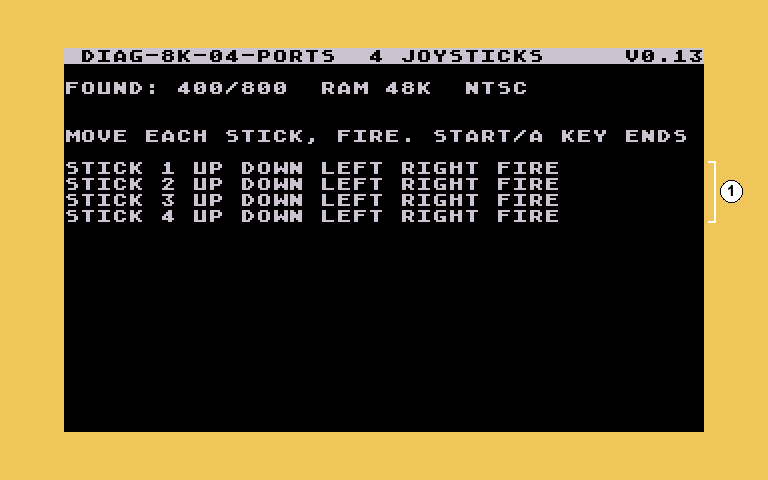 DIAG-8K-04-PORTS  4 JOYSTICKS  V0.13
FOUND: 400/800  RAM 48K  NTSC
MOVE EACH STICK, FIRE. START/A KEY ENDS
STICK 1 UP DOWN LEFT RIGHT FIRE
STICK 2 UP DOWN LEFT RIGHT FIRE
STICK 3 UP DOWN LEFT RIGHT FIRE
STICK 4 UP DOWN LEFT RIGHT FIRE
1